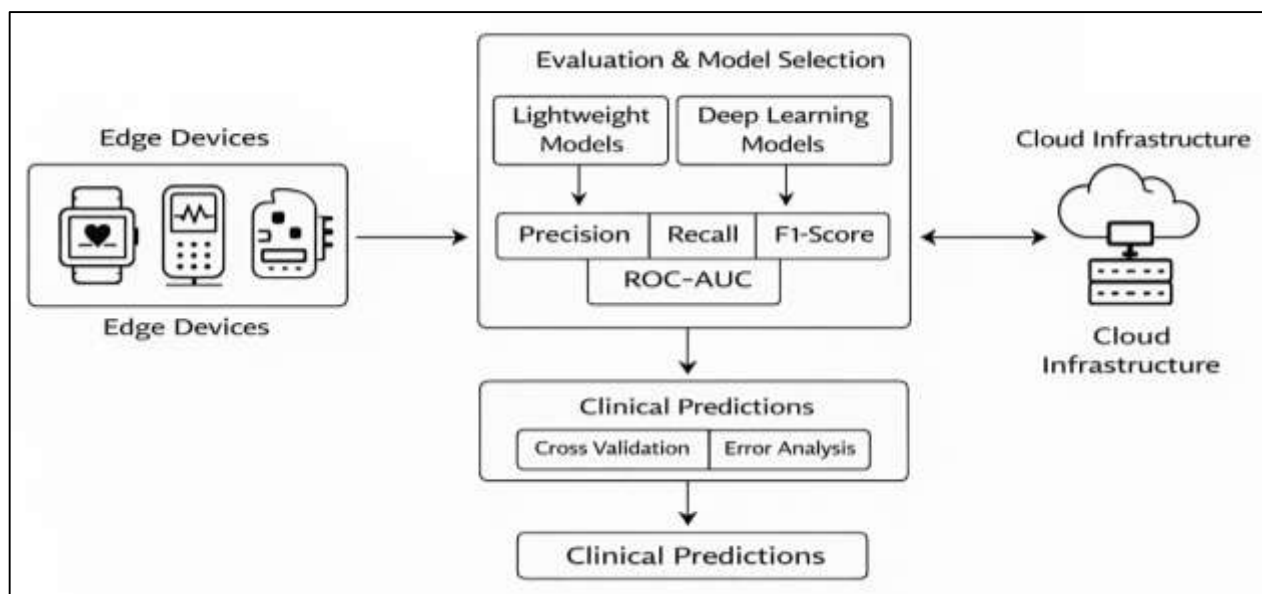 Edge Devices
Edge Devices
Evaluation & Model Selection
Lightweight
Models
Deep Learning
Models
Precision
Recall
F1-Score
ROC-AUC
Cloud Infrastructure
Cloud
Infrastructure
Clinical Predictions
Cross Validation
Error Analysis
Clinical Predictions